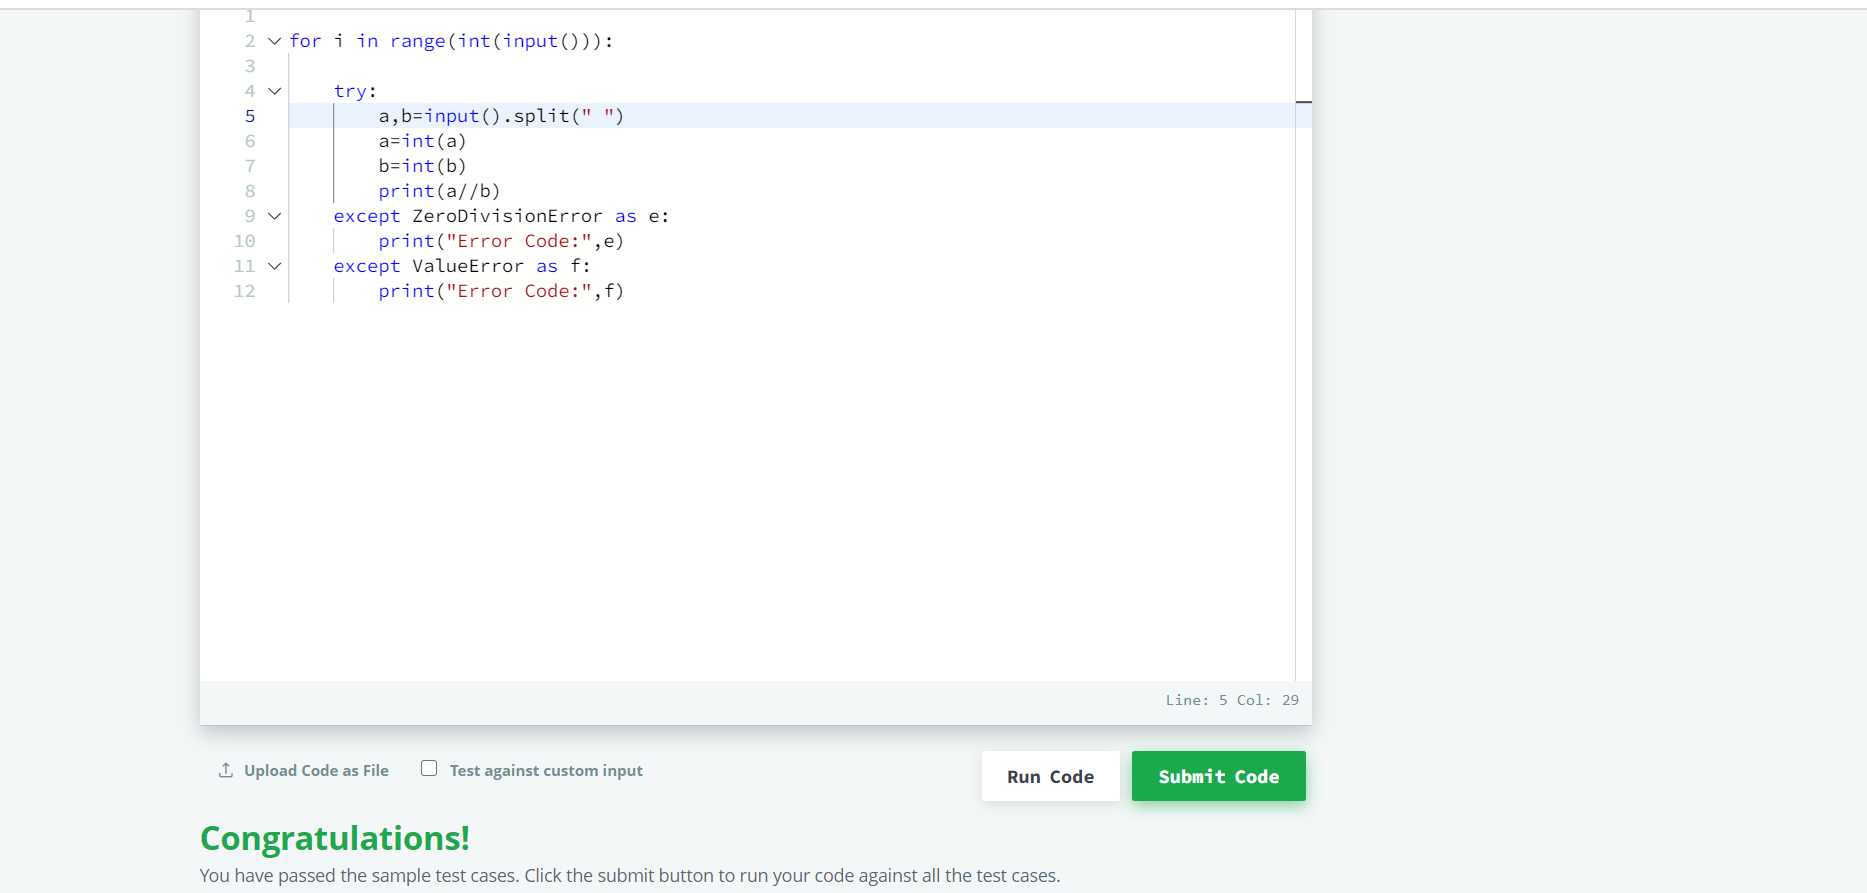 1
2 for i in range(int(input())):
3
4     try:
5         a,b=input().split(" ")
6         a=int(a)
7         b=int(b)
8         print(a//b)
9     except ZeroDivisionError as e:
10         print("Error Code:",e)
11     except ValueError as f:
12         print("Error Code:",f)
Line: 5 Col: 29
Upload Code as File Test against custom input Run Code Submit Code
Congratulations!
You have passed the sample test cases. Click the submit button to run your code against all the test cases.